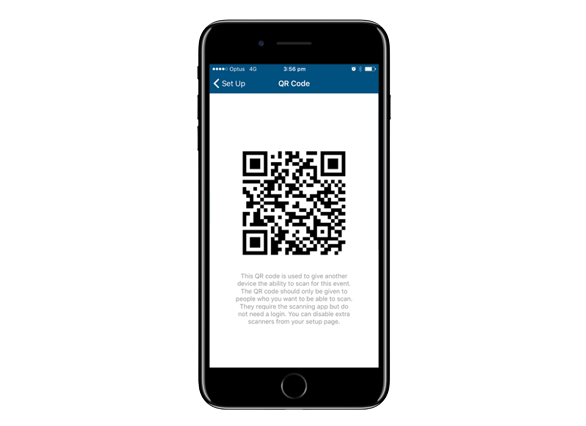 Optus 4G 3:56 pm
Set Up QR Code
This QR code is used to give another
device the ability to scan for this event.
The QR code should only be given to
people who you want to be able to scan.
They require the scanning app but do
not need a login. You can disable extra
scanners from your setup page.